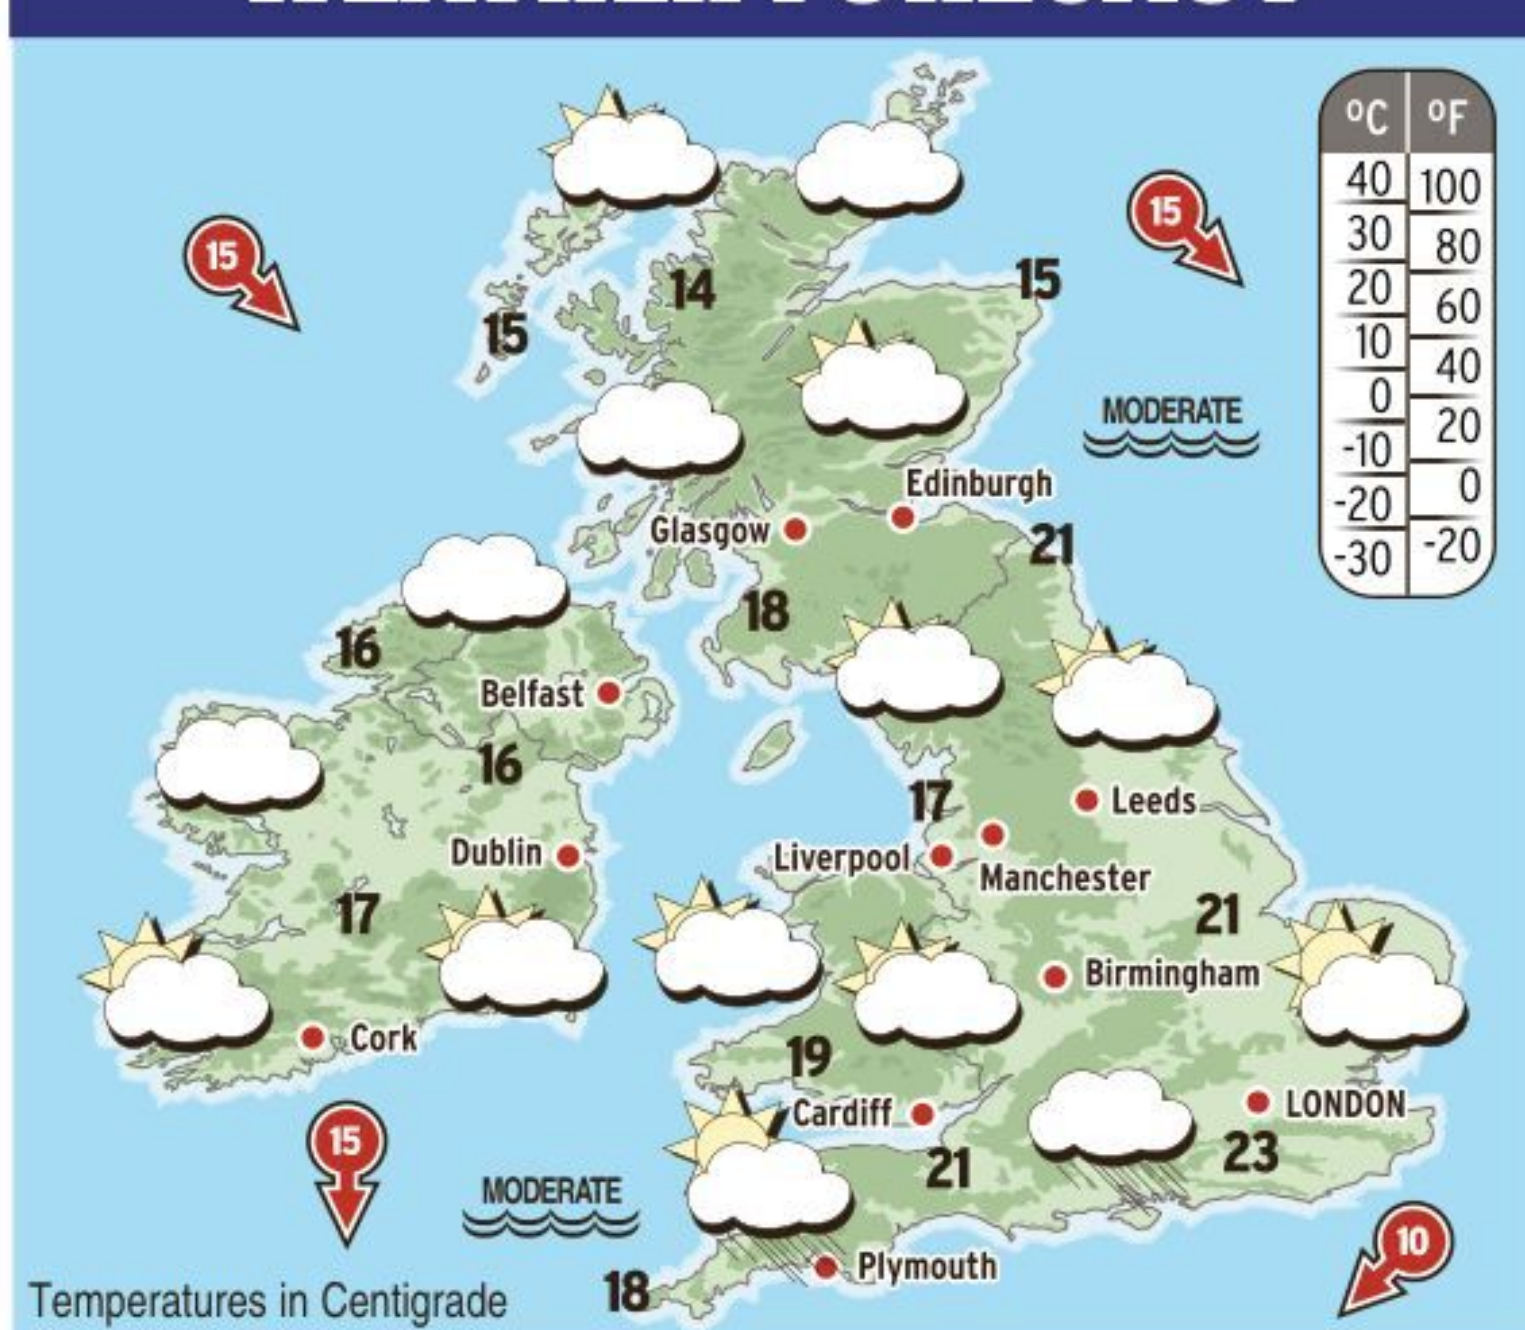 °C °F
40 100
30 80
20 60
10 40
0 20
-10 0
-20 -20
-30
15
15
14
15
15
MODERATE
Edinburgh
Glasgow
21
18
16
Belfast
16
17
Leeds
Dublin
Liverpool
Manchester
17
21
Birmingham
Cork
19
LONDON
Cardiff
15
23
21
MODERATE
10
Plymouth
18
Temperatures in Centigrade